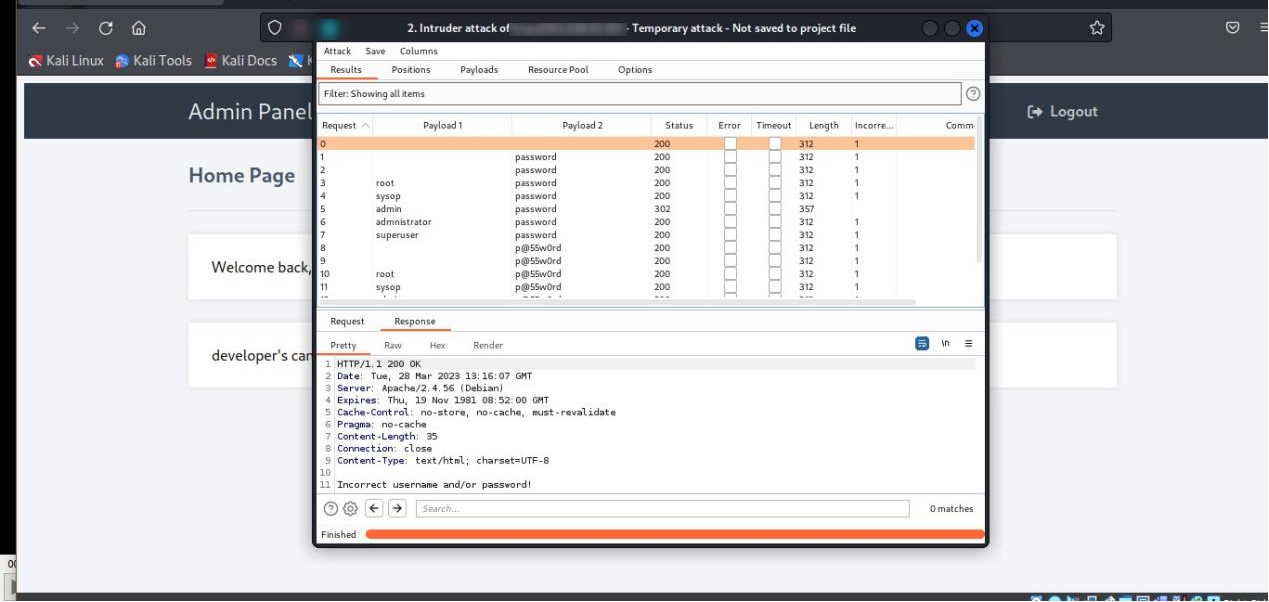 2. Intruder attack of - Temporary attack - Not saved to project file
Kali Linux Kali Tools Kali Docs
Attack Save Columns
Results Positions Payloads Resource Pool Options
Filter: Showing all items
Admin Panel
Logout
Request Payload 1 Payload 2 Status Error Timeout Length Incorre... Comm
0 200 312 1
1 password 200 312 1
2 password 200 312 1
3 root password 200 312 1
4 sysop password 200 312 1
5 admin password 302 357
6 admnistrator password 200 312 1
7 superuser password 200 312 1
8 p@55w0rd 200 312 1
9 p@55w0rd 200 312 1
10 root p@55w0rd 200 312 1
11 sysop p@55w0rd 200 312 1
Home Page
Welcome back,
developer's can
Request Response
Pretty Raw Hex Render \n
1 HTTP/1.1 200 OK
2 Date: Tue, 28 Mar 2023 13:16:07 GMT
3 Server: Apache/2.4.56 (Debian)
4 Expires: Thu, 19 Nov 1981 08:52:00 GMT
5 Cache-Control: no-store, no-cache, must-revalidate
6 Pragma: no-cache
7 Content-Length: 35
8 Connection: close
9 Content-Type: text/html; charset=UTF-8
10
11 Incorrect username and/or password!
Search... 0 matches
Finished